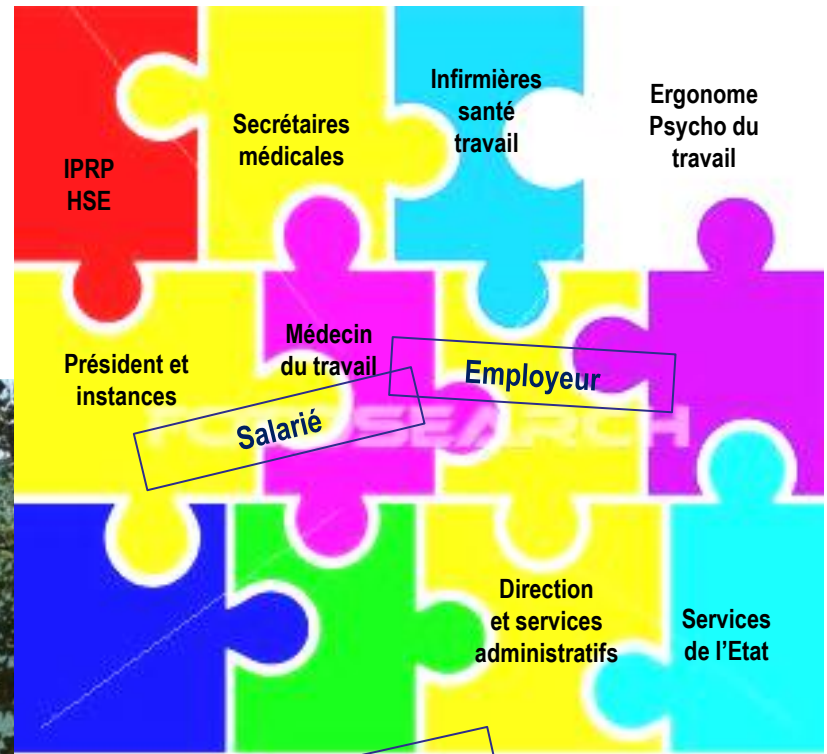 IPRP
HSE
Secrétaires
médicales
Infirmières
santé
travail
Ergonome
Psycho du
travail
Président et
instances
Médecin
du travail
Employeur
Salarié
FOTOSEARCH
Direction
et services
administratifs
Services
de l'Etat